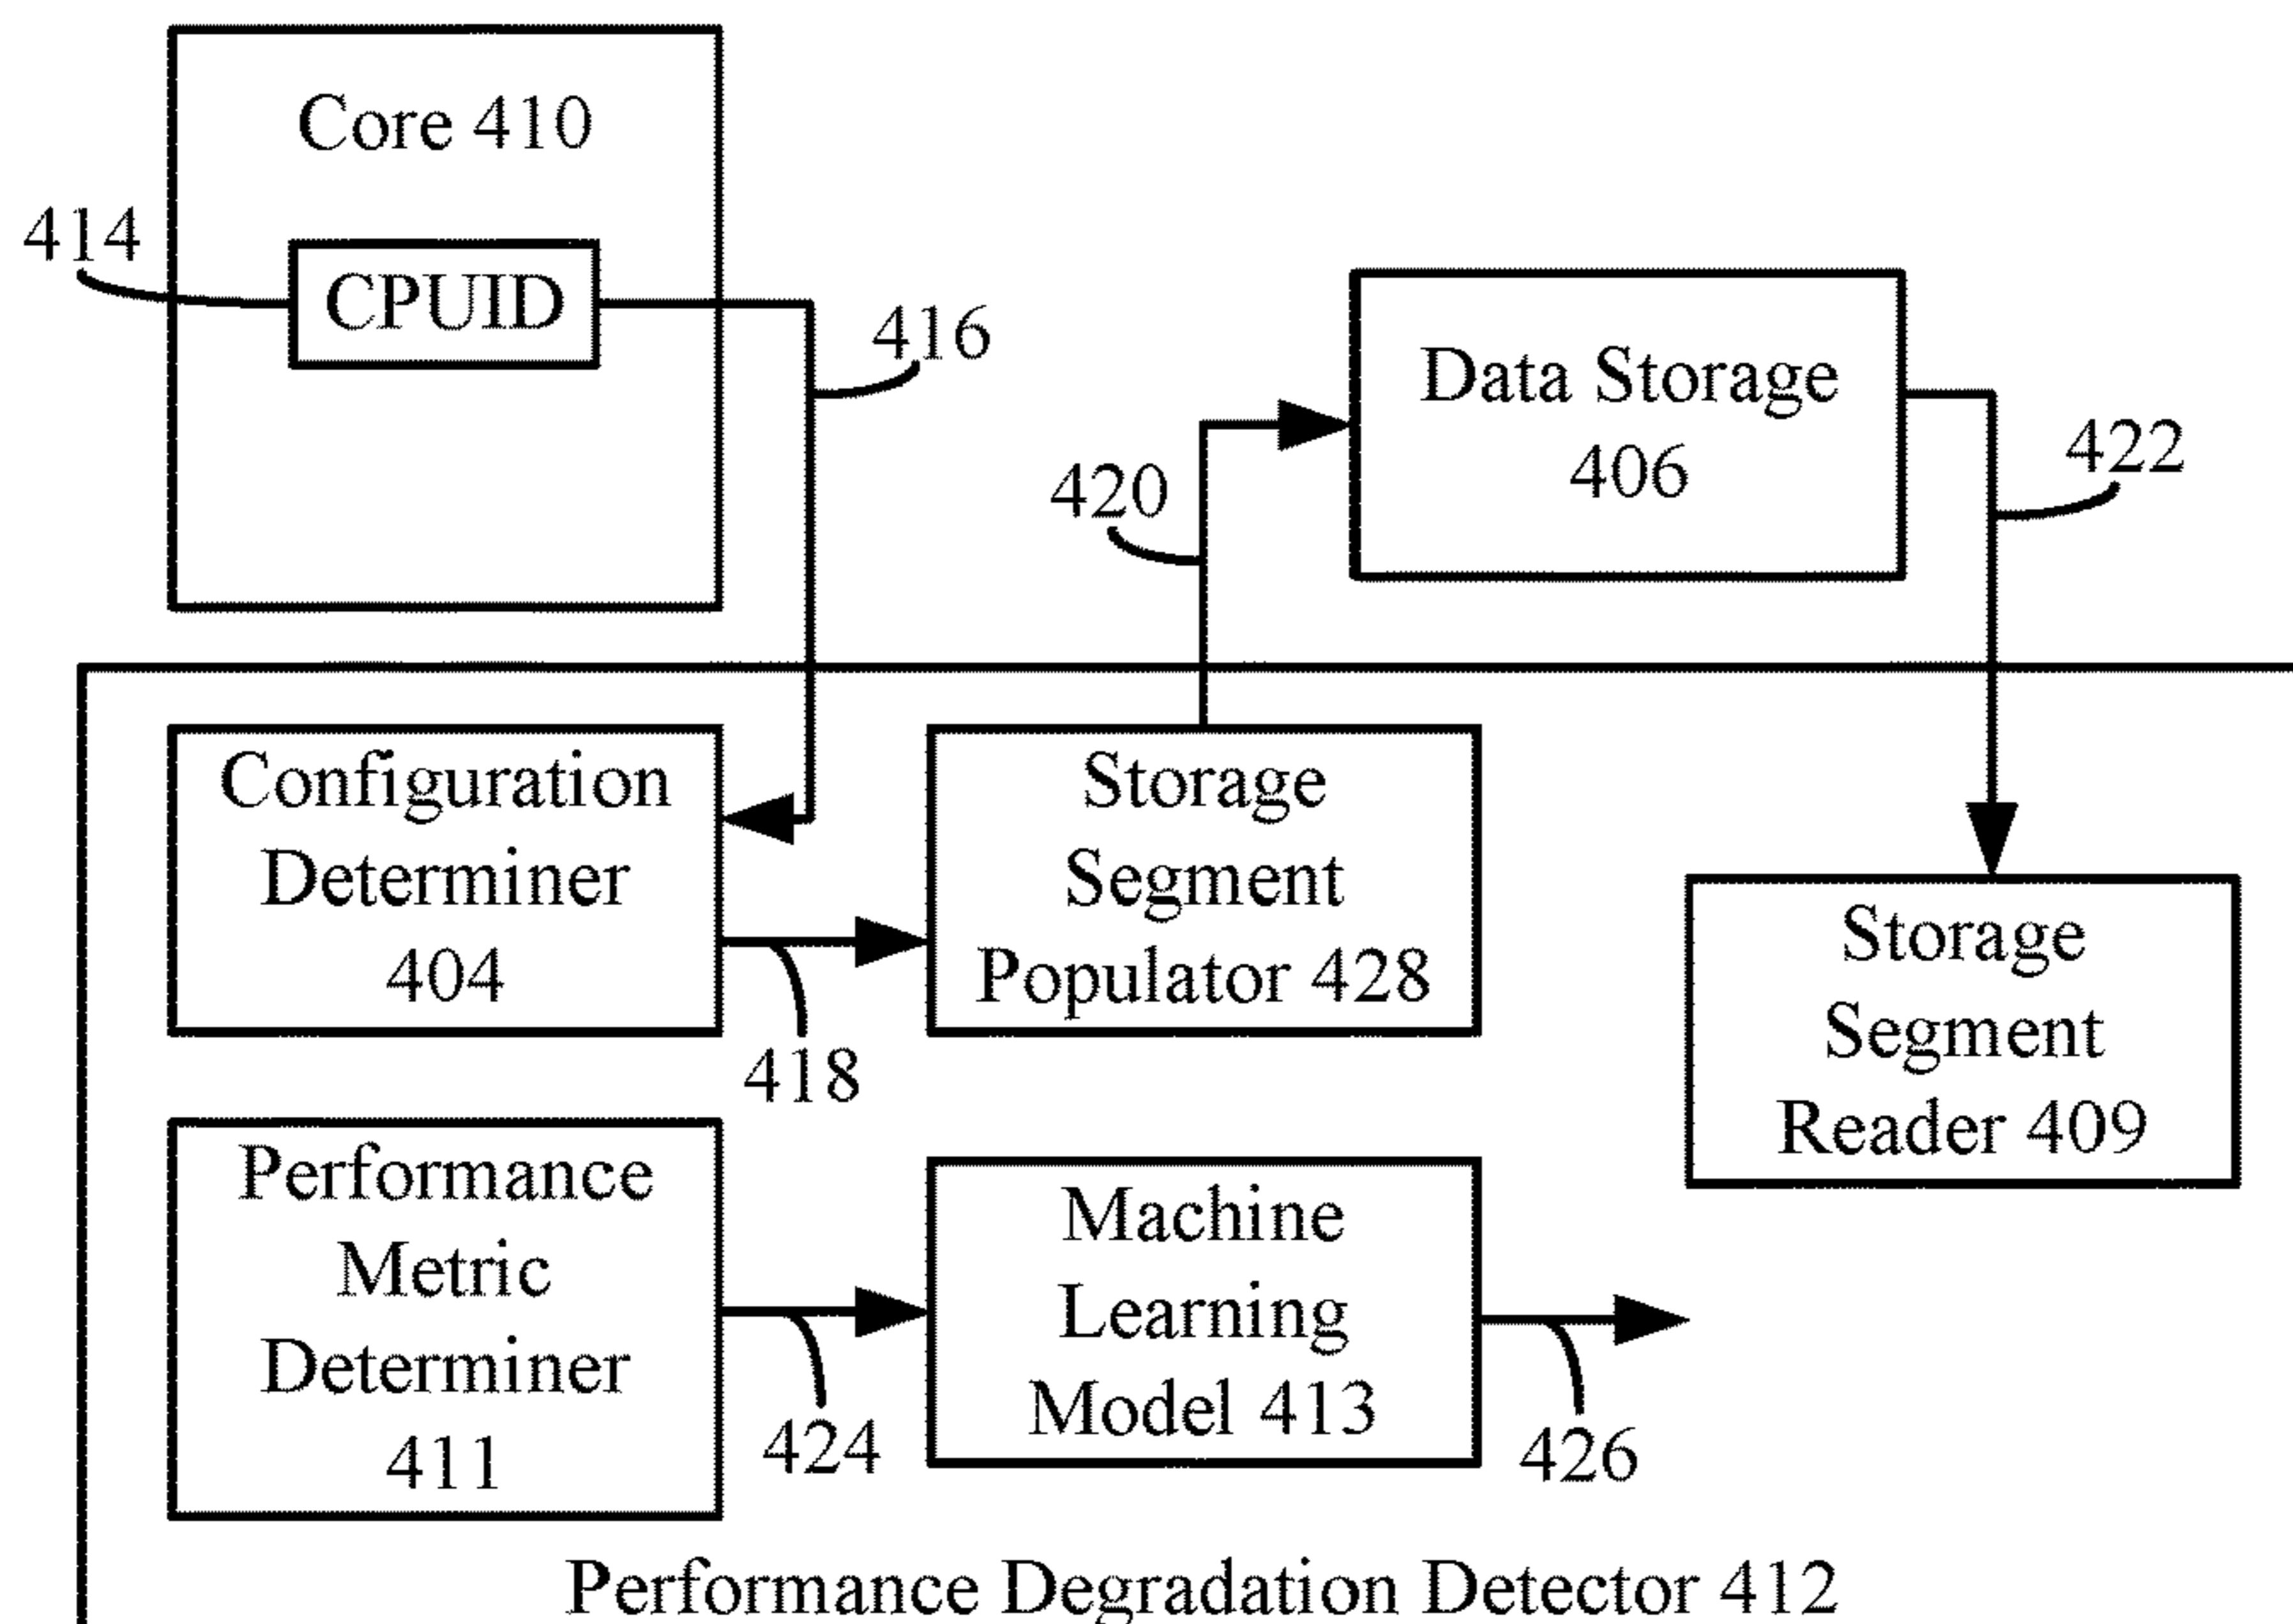 Core 410
414
CPUID
416
Data Storage
406
420
422
Configuration
Determiner
404
418
Storage
Segment
Populator 428
Storage
Segment
Reader 409
Performance
Metric
Determiner
411
424
Machine
Learning
Model 413
426
Performance Degradation Detector 412